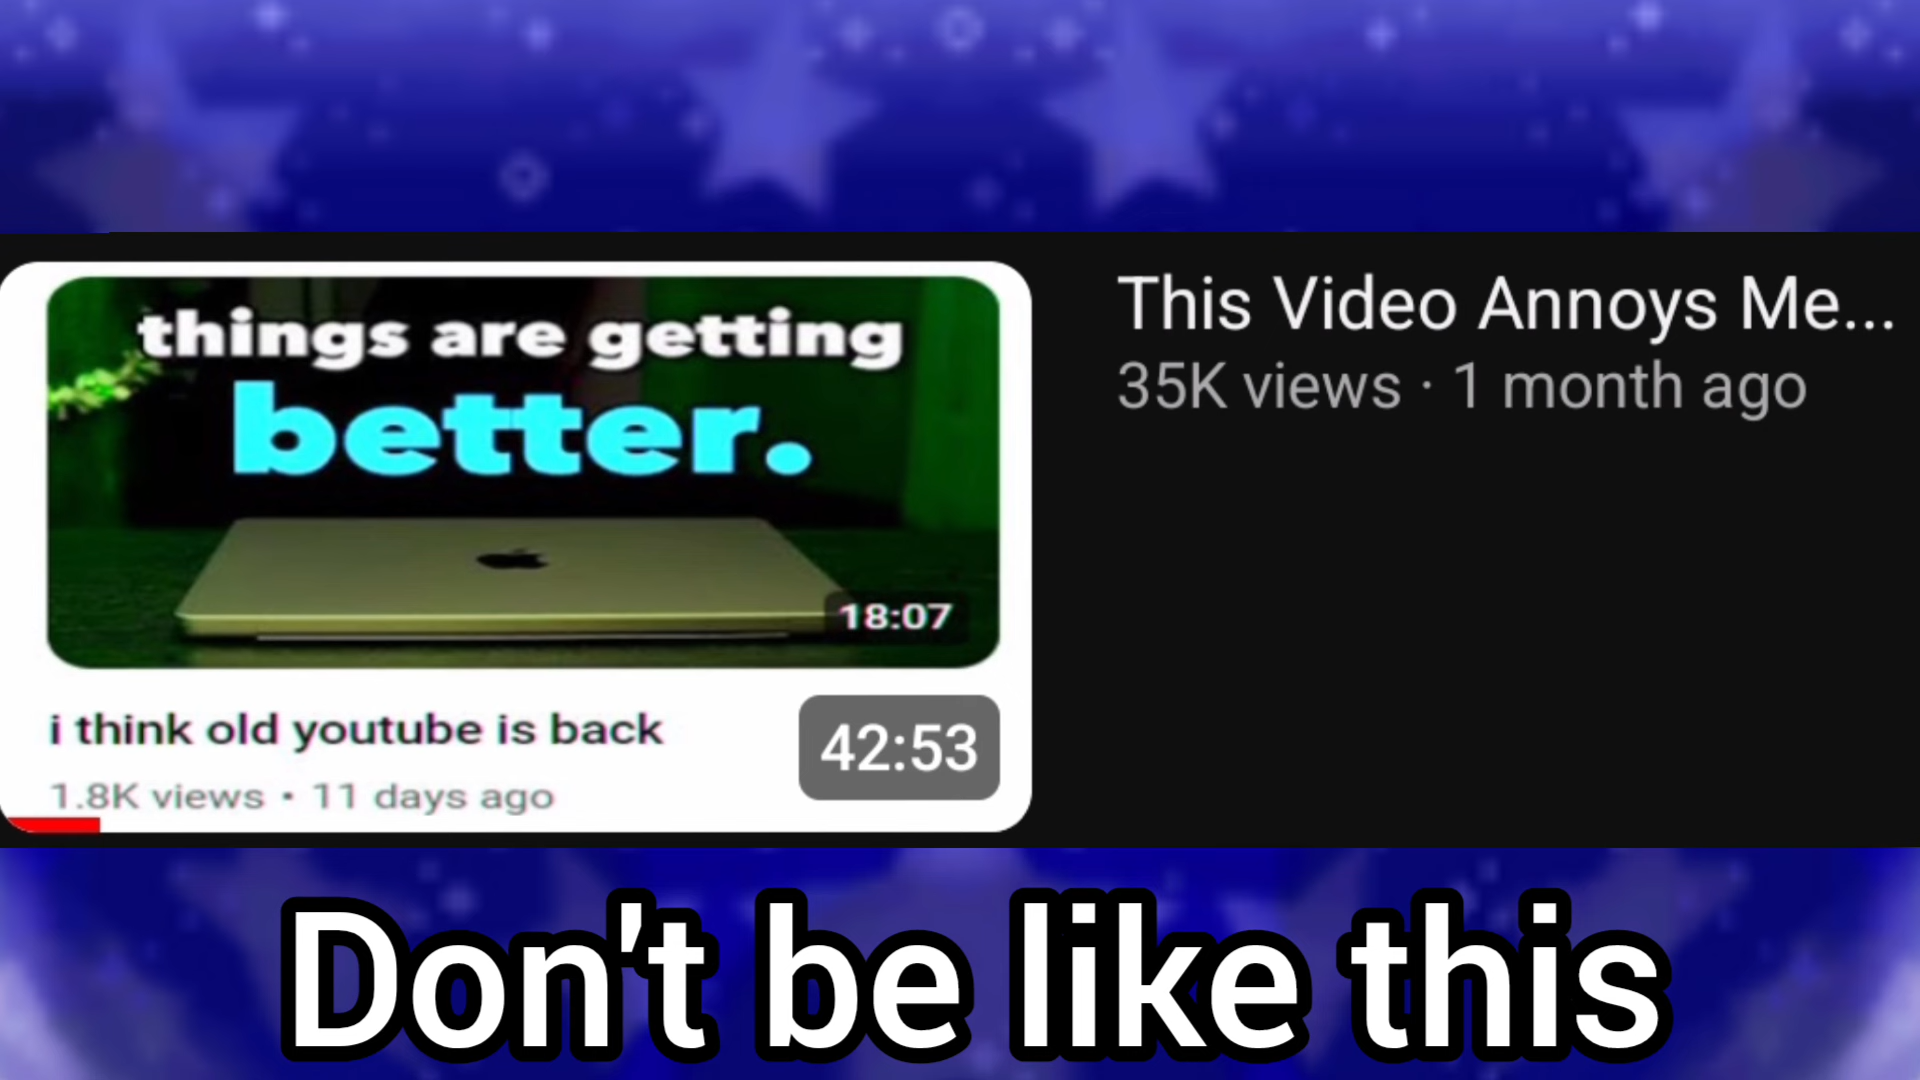 things are getting
better.
18:07
i think old youtube is back
1.8K views • 11 days ago
42:53
This Video Annoys Me...
35K views · 1 month ago
Don't be like this